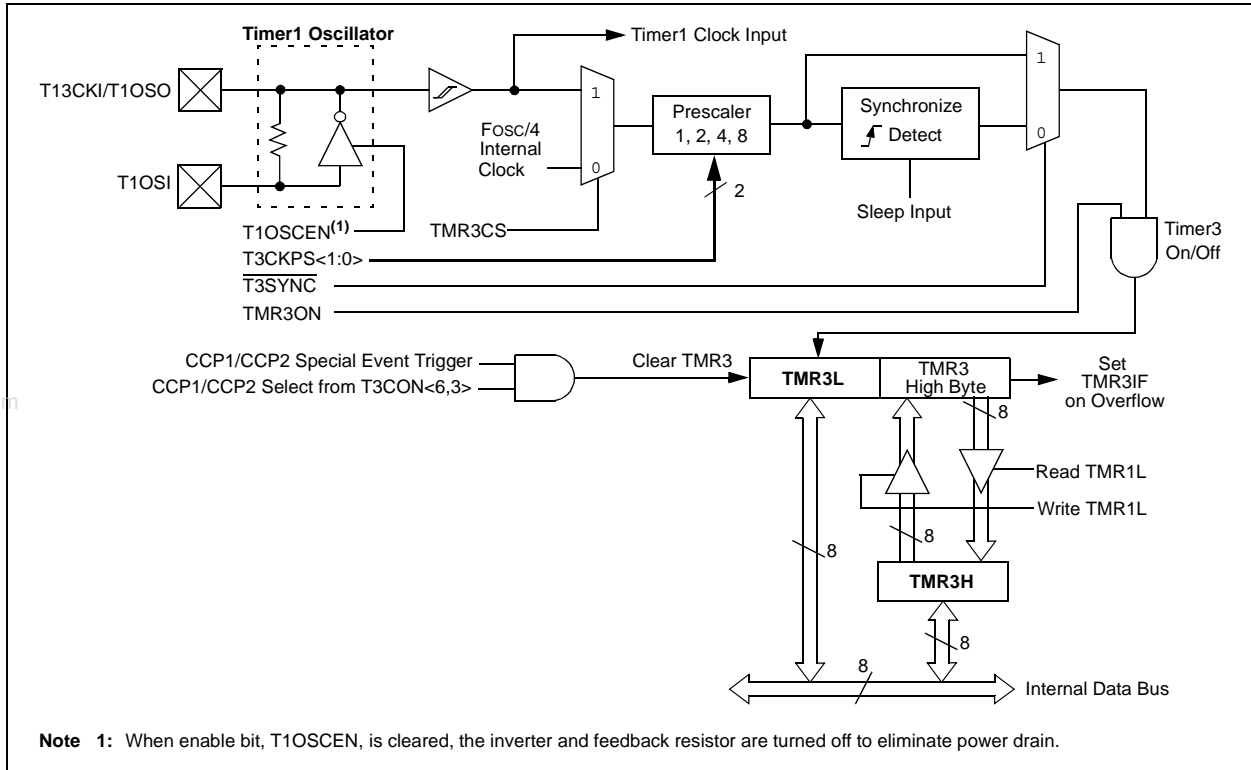 Timer1 Oscillator
Timer1 Clock Input
T13CKI/T1OSO
1
1
Prescaler
1, 2, 4, 8
Synchronize
Detect
FOSC/4
Internal
Clock
0
0
T1OSI
2
Sleep Input
T1OSCEN(1)
TMR3CS
Timer3
On/Off
T3CKPS<1:0>
T3SYNC
TMR3ON
CCP1/CCP2 Special Event Trigger
CCP1/CCP2 Select from T3CON<6,3>
Clear TMR3
TMR3L
TMR3
High Byte
Set
TMR3IF
on Overflow
m
8
Read TMR1L
Write TMR1L
8
8
TMR3H
8
8
Internal Data Bus
Note 1: When enable bit, T1OSCEN, is cleared, the inverter and feedback resistor are turned off to eliminate power drain.